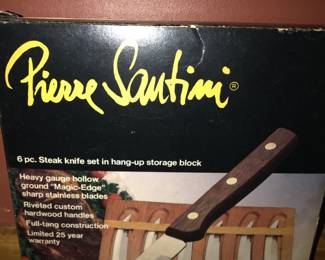 Pierre Santini®
6 pc. Steak knife set in hang-up storage block
Heavy gauge hollow
ground "Magic-Edge"
sharp stainless blades
Riveted custom
hardwood handles
Full-tang construction
Limited 25 year
warranty